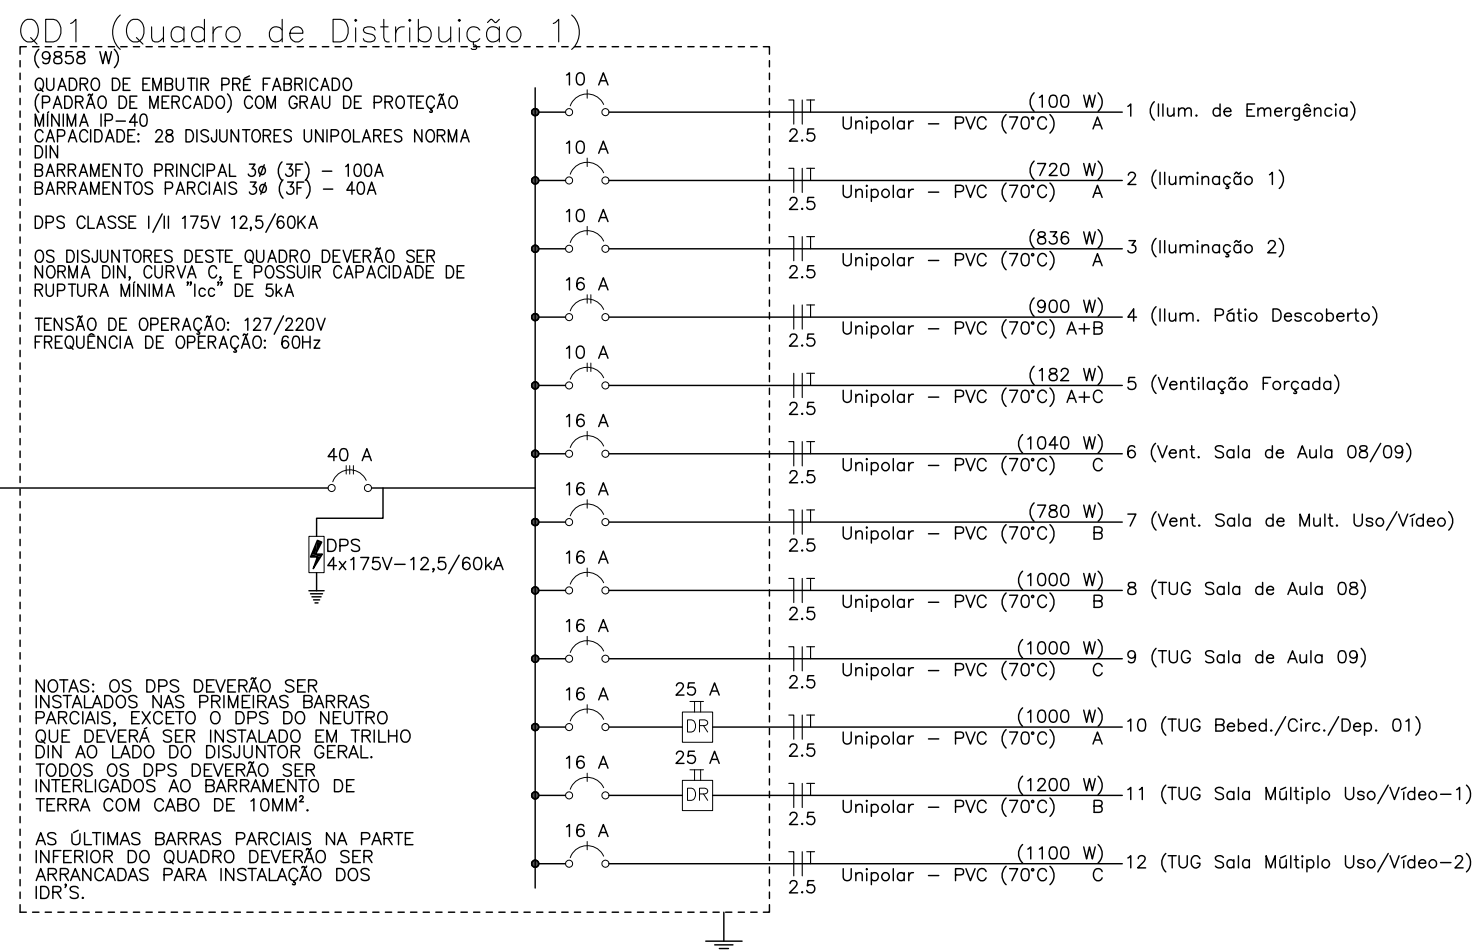 QD1 (Quadro de Distribuição 1)
(9858 W)
QUADRO DE EMBUTIR PRÉ FABRICADO
(PADRÃO DE MERCADO) COM GRAU DE PROTEÇÃO
MÍNIMA IP-40
CAPACIDADE: 28 DISJUNTORES UNIPOLARES NORMA
DIN
BARRAMENTO PRINCIPAL 3ø (3F) - 100A
BARRAMENTOS PARCIAIS 3ø (3F) - 40A
DPS CLASSE I/II 175V 12,5/60KA
OS DISJUNTORES DESTE QUADRO DEVERÃO SER
NORMA DIN, CURVA C, E POSSUIR CAPACIDADE DE
RUPTURA MÍNIMA "Icc" DE 5kA
TENSÃO DE OPERAÇÃO: 127/220V
FREQUÊNCIA DE OPERAÇÃO: 60Hz
40 A
DPS
4x175V-12,5/60kA
NOTAS: OS DPS DEVERÃO SER
INSTALADOS NAS PRIMEIRAS BARRAS
PARCIAIS, EXCETO O DPS DO NEUTRO
QUE DEVERÁ SER INSTALADO EM TRILHO
DIN AO LADO DO DISJUNTOR GERAL.
TODOS OS DPS DEVERÃO SER
INTERLIGADOS AO BARRAMENTO DE
TERRA COM CABO DE 10MM².
AS ÚLTIMAS BARRAS PARCIAIS NA PARTE
INFERIOR DO QUADRO DEVERÃO SER
ARRANCADAS PARA INSTALAÇÃO DOS
IDR'S.
10 A
(100 W)
1 (Ilum. de Emergência)
2.5 Unipolar - PVC (70°C) A
10 A
(720 W)
2 (Iluminação 1)
2.5 Unipolar - PVC (70°C) A
10 A
(836 W)
3 (Iluminação 2)
2.5 Unipolar - PVC (70°C) A
16 A
(900 W)
4 (Ilum. Pátio Descoberto)
2.5 Unipolar - PVC (70°C) A+B
10 A
(182 W)
5 (Ventilação Forçada)
2.5 Unipolar - PVC (70°C) A+C
16 A
(1040 W)
6 (Vent. Sala de Aula 08/09)
2.5 Unipolar - PVC (70°C) C
16 A
(780 W)
7 (Vent. Sala de Mult. Uso/Vídeo)
2.5 Unipolar - PVC (70°C) B
16 A
(1000 W)
8 (TUG Sala de Aula 08)
2.5 Unipolar - PVC (70°C) B
16 A
(1000 W)
9 (TUG Sala de Aula 09)
2.5 Unipolar - PVC (70°C) C
16 A
25 A
DR
(1000 W)
10 (TUG Bebed./Circ./Dep. 01)
2.5 Unipolar - PVC (70°C) A
16 A
25 A
DR
(1200 W)
11 (TUG Sala Múltiplo Uso/Vídeo-1)
2.5 Unipolar - PVC (70°C) B
16 A
(1100 W)
12 (TUG Sala Múltiplo Uso/Vídeo-2)
2.5 Unipolar - PVC (70°C) C